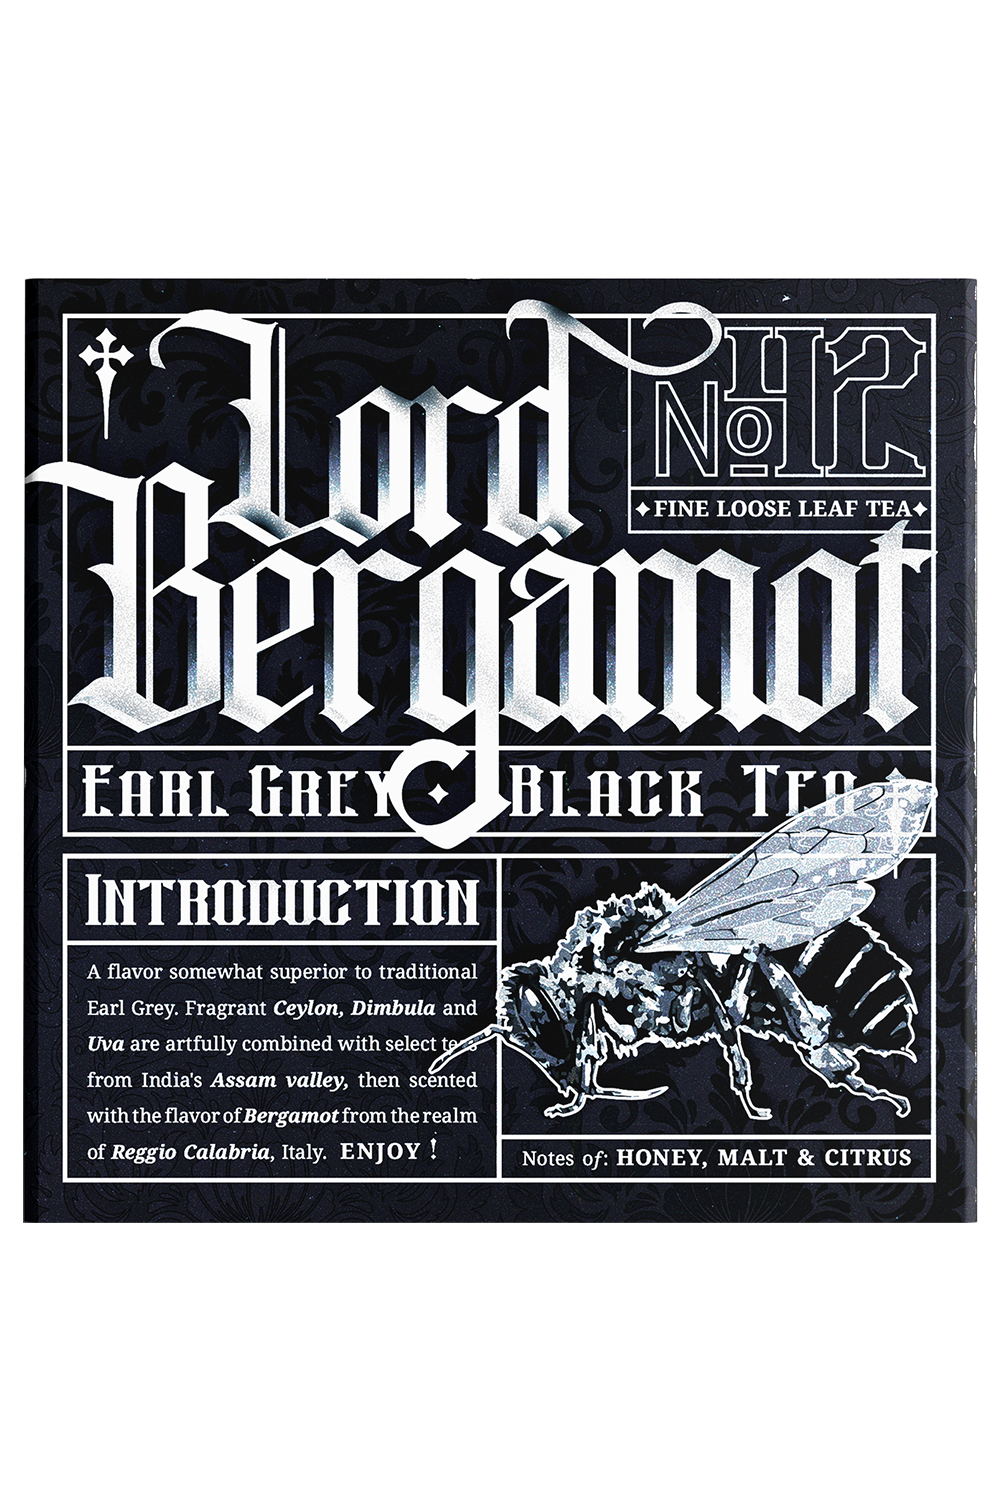 Lord
Bergamot
No 42
FINE LOOSE LEAF TEA
EARL GREY BLACK TEA
INTRODUCTION
A flavor somewhat superior to traditional
Earl Grey. Fragrant Ceylon, Dimbula and
Uva are artfully combined with select teas
from India's Assam valley, then scented
with the flavor of Bergamot from the realm
of Reggio Calabria, Italy. ENJOY!
Notes of: HONEY, MALT & CITRUS